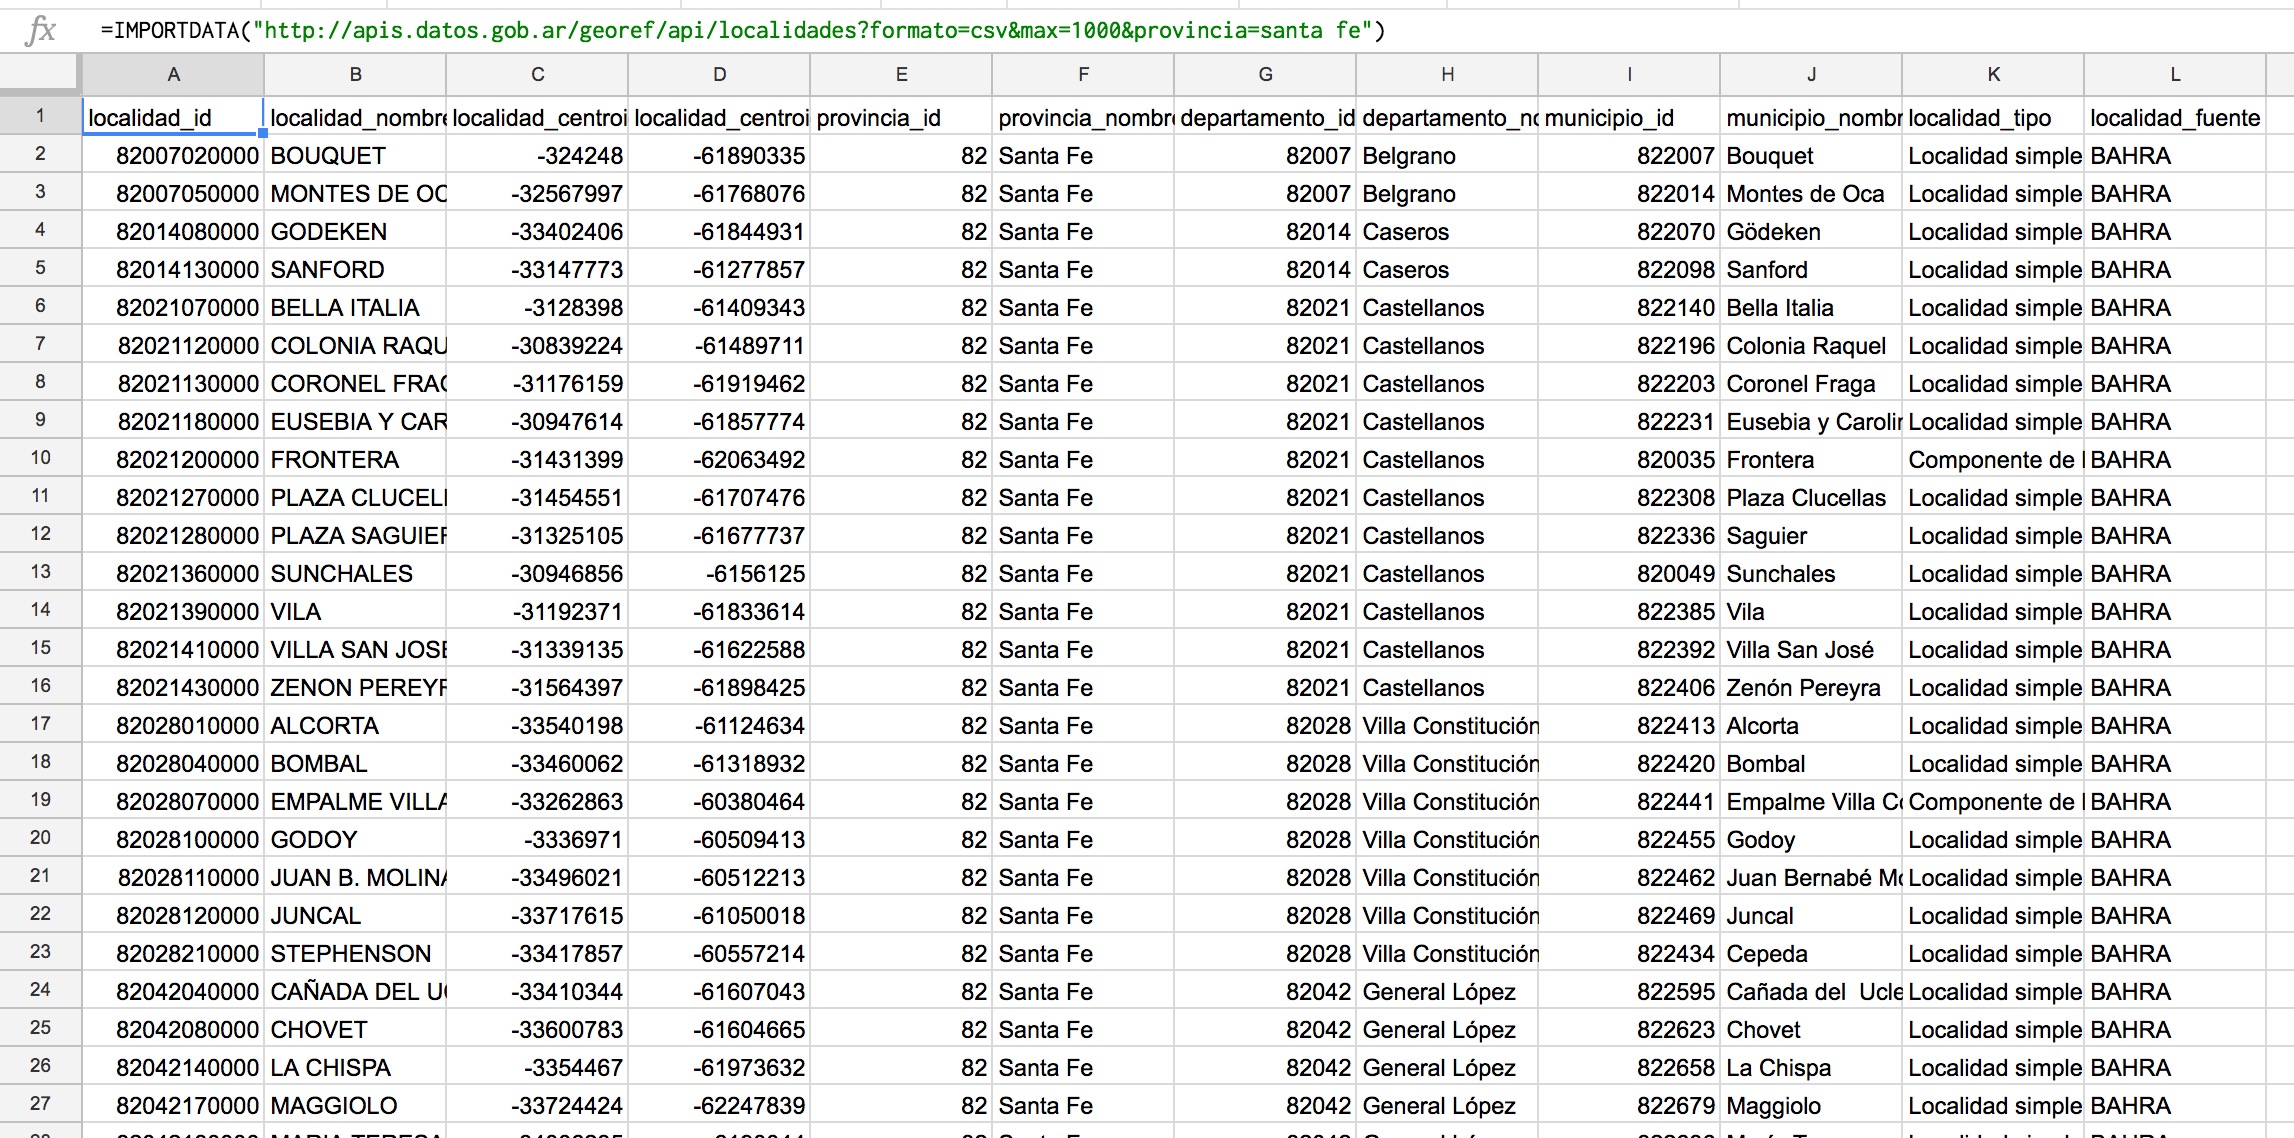 fx =IMPORTDATA("http://apis.datos.gob.ar/georef/api/localidades?formato=csv&max=1000&provincia=santa fe")
A B C D E F G H I J K L
1 localidad_id localidad_nombre localidad_centroi localidad_centroi provincia_id provincia_nombr departamento_id departamento_no municipio_id municipio_nombr localidad_tipo localidad_fuente
2 82007020000 BOUQUET -324248 -61890335 82 Santa Fe 82007 Belgrano 822007 Bouquet Localidad simple BAHRA
3 82007050000 MONTES DE OC -32567997 -61768076 82 Santa Fe 82007 Belgrano 822014 Montes de Oca Localidad simple BAHRA
4 82014080000 GODEKEN -33402406 -61844931 82 Santa Fe 82014 Caseros 822070 Gödeken Localidad simple BAHRA
5 82014130000 SANFORD -33147773 -61277857 82 Santa Fe 82014 Caseros 822098 Sanford Localidad simple BAHRA
6 82021070000 BELLA ITALIA -3128398 -61409343 82 Santa Fe 82021 Castellanos 822140 Bella Italia Localidad simple BAHRA
7 82021120000 COLONIA RAQU -30839224 -61489711 82 Santa Fe 82021 Castellanos 822196 Colonia Raquel Localidad simple BAHRA
8 82021130000 CORONEL FRAG -31176159 -61919462 82 Santa Fe 82021 Castellanos 822203 Coronel Fraga Localidad simple BAHRA
9 82021180000 EUSEBIA Y CAR -30947614 -61857774 82 Santa Fe 82021 Castellanos 822231 Eusebia y Carolin Localidad simple BAHRA
10 82021200000 FRONTERA -31431399 -62063492 82 Santa Fe 82021 Castellanos 820035 Frontera Componente de BAHRA
11 82021270000 PLAZA CLUCELL -31454551 -61707476 82 Santa Fe 82021 Castellanos 822308 Plaza Clucellas Localidad simple BAHRA
12 82021280000 PLAZA SAGUIER -31325105 -61677737 82 Santa Fe 82021 Castellanos 822336 Saguier Localidad simple BAHRA
13 82021360000 SUNCHALES -30946856 -6156125 82 Santa Fe 82021 Castellanos 820049 Sunchales Localidad simple BAHRA
14 82021390000 VILA -31192371 -61833614 82 Santa Fe 82021 Castellanos 822385 Vila Localidad simple BAHRA
15 82021410000 VILLA SAN JOSE -31339135 -61622588 82 Santa Fe 82021 Castellanos 822392 Villa San José Localidad simple BAHRA
16 82021430000 ZENON PEREYR -31564397 -61898425 82 Santa Fe 82021 Castellanos 822406 Zenón Pereyra Localidad simple BAHRA
17 82028010000 ALCORTA -33540198 -61124634 82 Santa Fe 82028 Villa Constitución 822413 Alcorta Localidad simple BAHRA
18 82028040000 BOMBAL -33460062 -61318932 82 Santa Fe 82028 Villa Constitución 822420 Bombal Localidad simple BAHRA
19 82028070000 EMPALME VILLA -33262863 -60380464 82 Santa Fe 82028 Villa Constitución 822441 Empalme Villa Co Componente de BAHRA
20 82028100000 GODOY -3336971 -60509413 82 Santa Fe 82028 Villa Constitución 822455 Godoy Localidad simple BAHRA
21 82028110000 JUAN B. MOLINA -33496021 -60512213 82 Santa Fe 82028 Villa Constitución 822462 Juan Bernabé Mo Localidad simple BAHRA
22 82028120000 JUNCAL -33717615 -61050018 82 Santa Fe 82028 Villa Constitución 822469 Juncal Localidad simple BAHRA
23 82028210000 STEPHENSON -33417857 -60557214 82 Santa Fe 82028 Villa Constitución 822434 Cepeda Localidad simple BAHRA
24 82042040000 CAÑADA DEL UC -33410344 -61607043 82 Santa Fe 82042 General López 822595 Cañada del  Ucle Localidad simple BAHRA
25 82042080000 CHOVET -33600783 -61604665 82 Santa Fe 82042 General López 822623 Chovet Localidad simple BAHRA
26 82042140000 LA CHISPA -3354467 -61973632 82 Santa Fe 82042 General López 822658 La Chispa Localidad simple BAHRA
27 82042170000 MAGGIOLO -33724424 -62247839 82 Santa Fe 82042 General López 822679 Maggiolo Localidad simple BAHRA